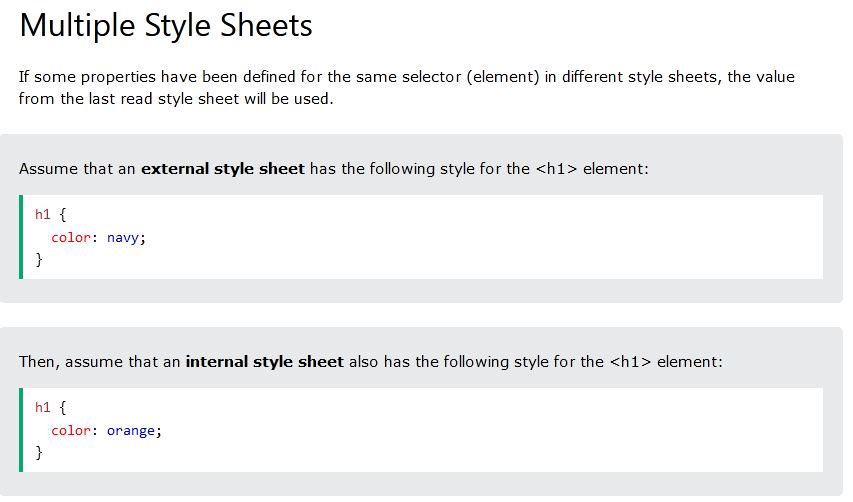 Multiple Style Sheets
If some properties have been defined for the same selector (element) in different style sheets, the value
from the last read style sheet will be used.
Assume that an external style sheet has the following style for the <h1> element:
h1 {
  color: navy;
}
Then, assume that an internal style sheet also has the following style for the <h1> element:
h1 {
  color: orange;
}